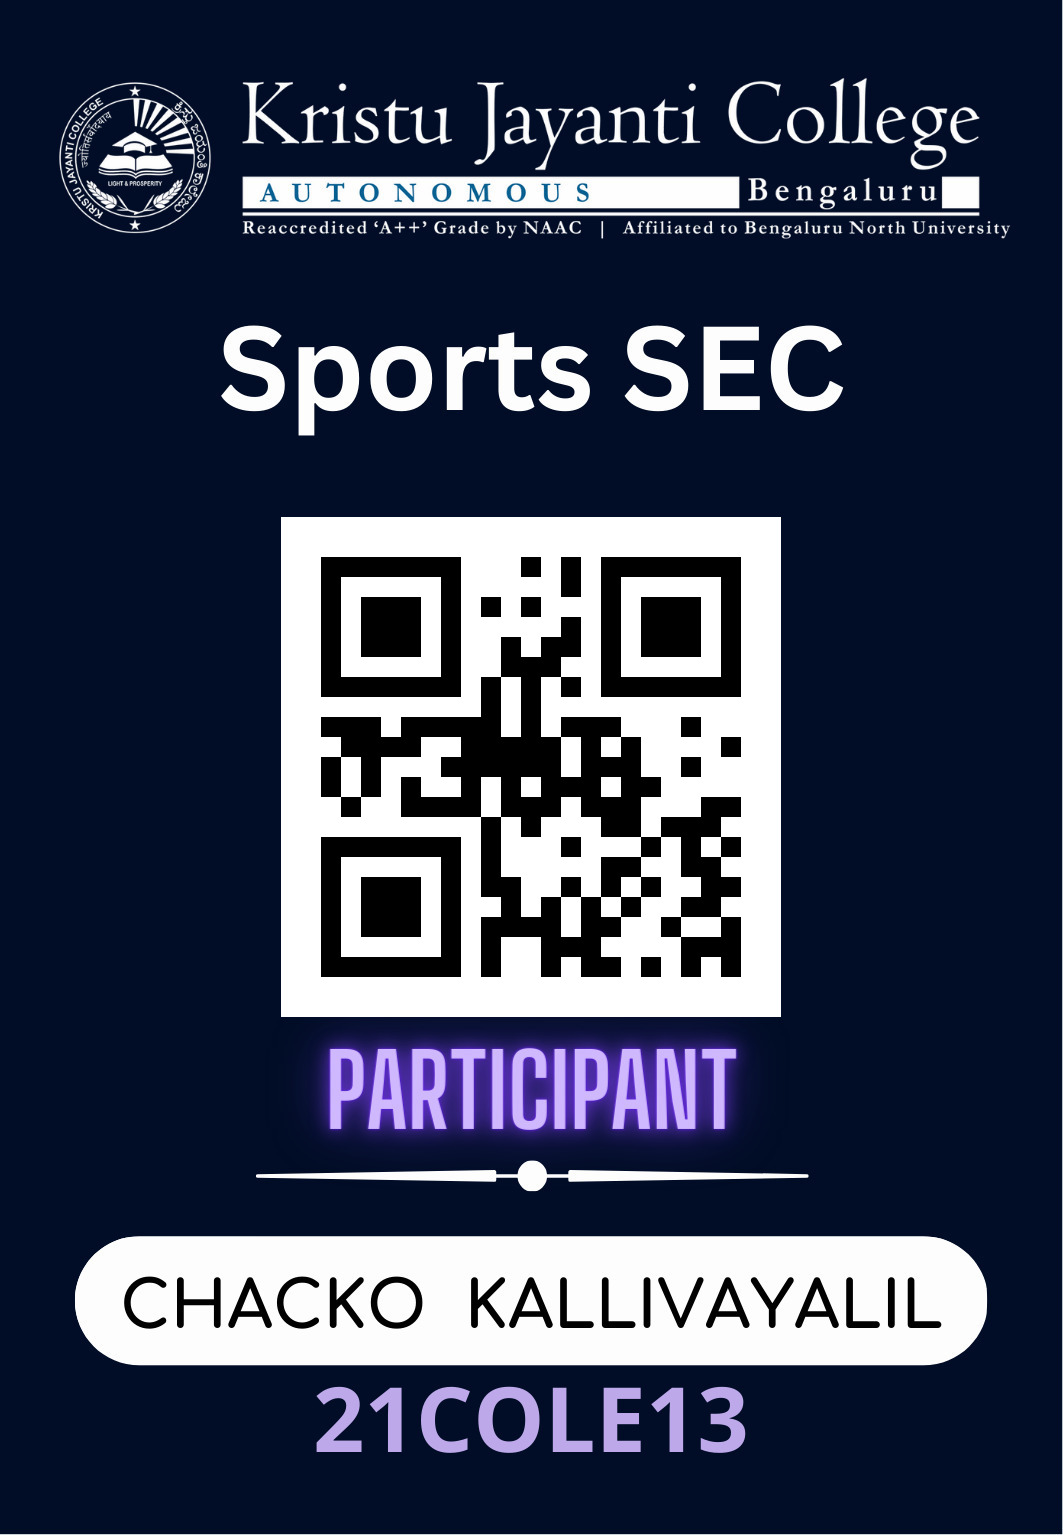 Kristu Jayanti College
AUTONOMOUS Bengaluru
Reaccredited ‘A++’ Grade by NAAC | Affiliated to Bengaluru North University
KRISTU JAYANTI COLLEGE
LIGHT & PROSPERITY
Sports SEC
PARTICIPANT
CHACKO KALLIVAYALIL
21COLE13